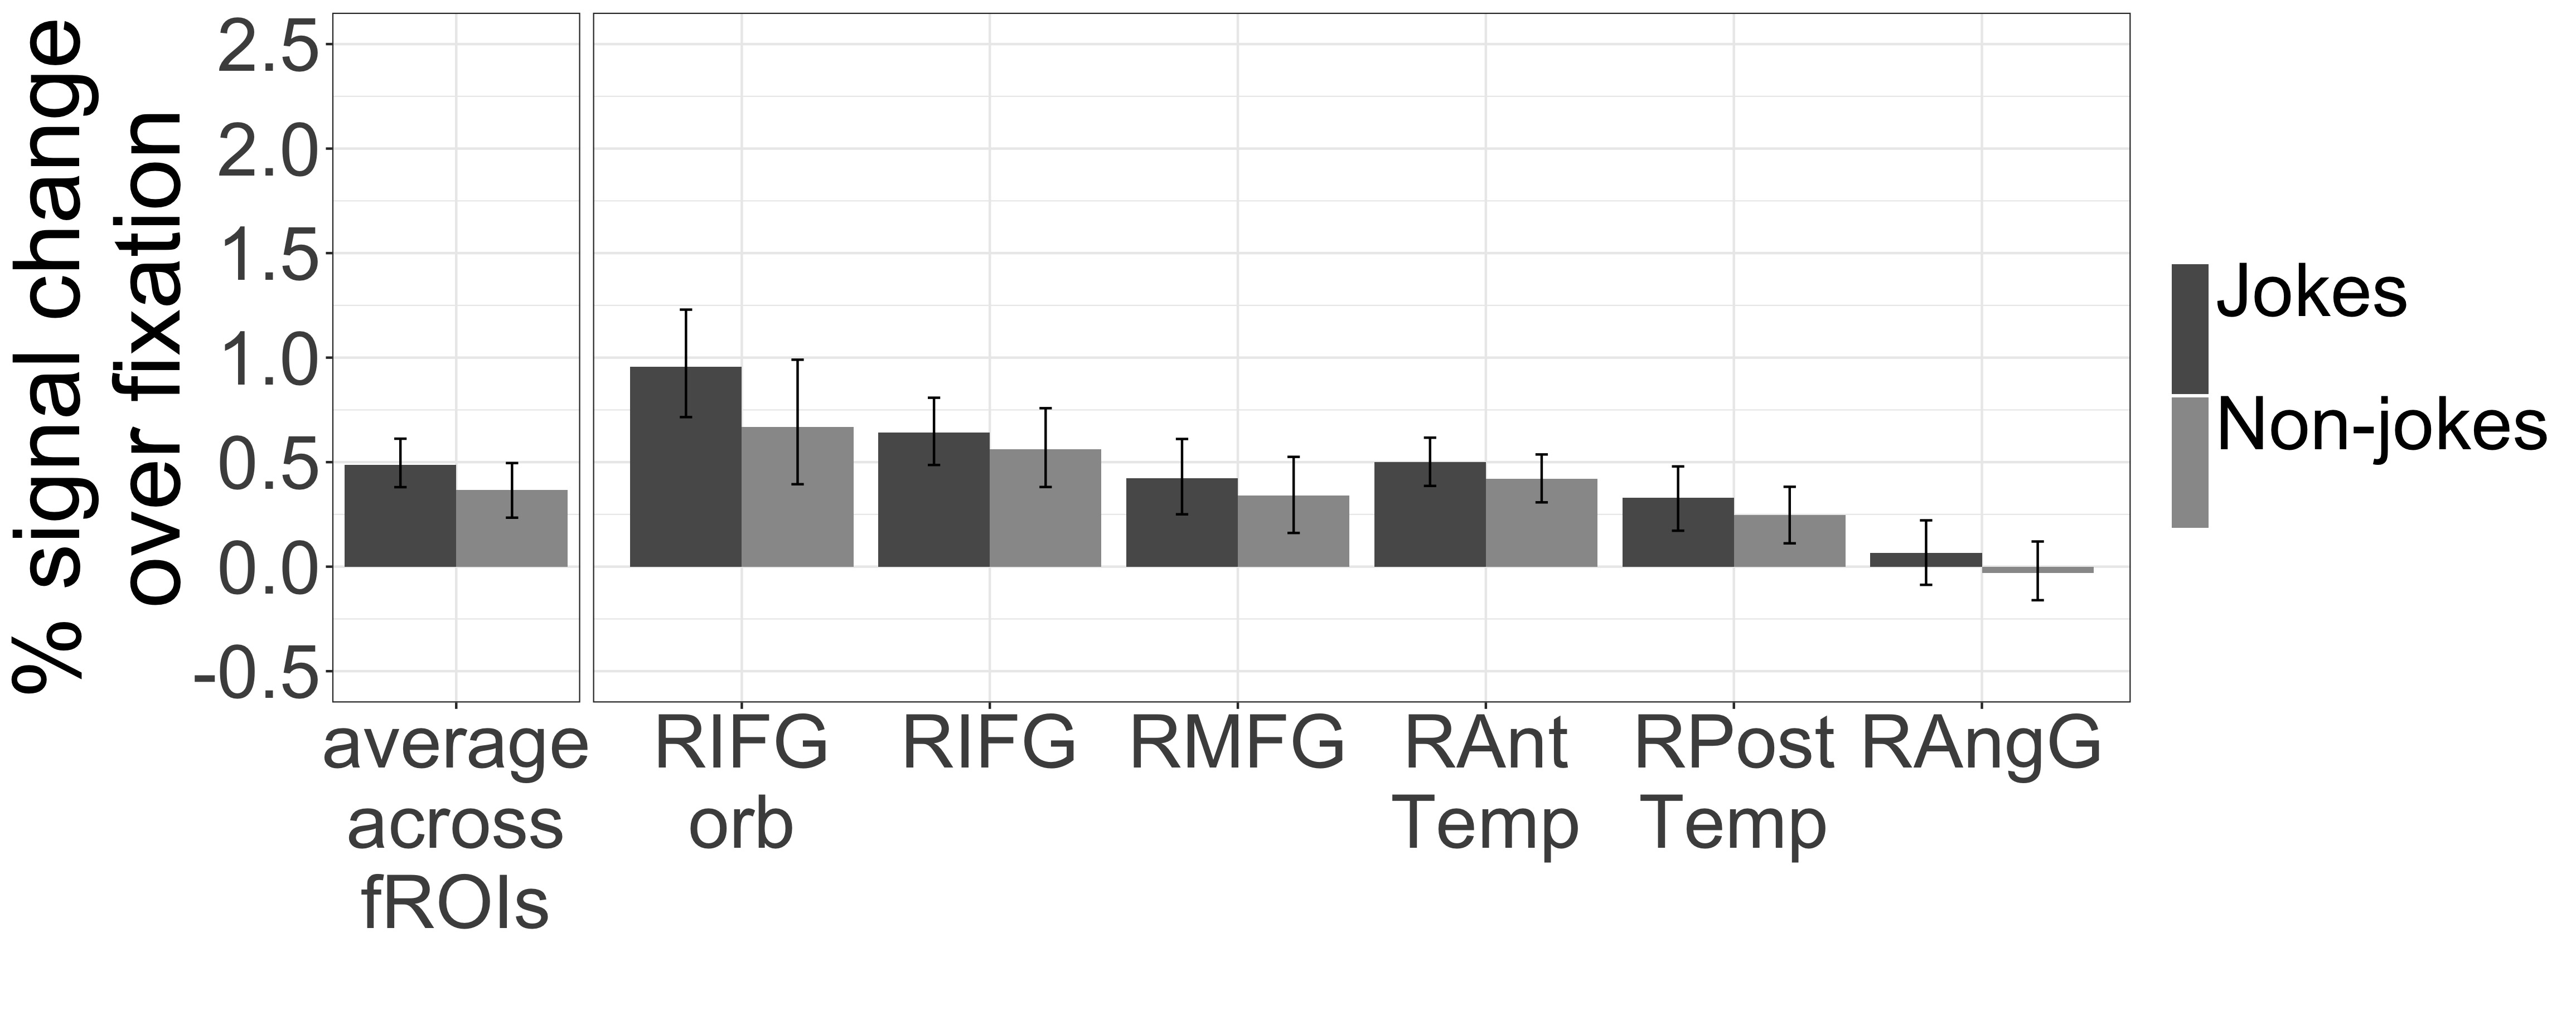 % signal change
over fixation
2.5
2.0
1.5
1.0
0.5
0.0
-0.5
average
across
fROIs
RIFG
orb
RIFG
RMFG
RAnt
Temp
RPost
Temp
RAngG
Jokes
Non-jokes